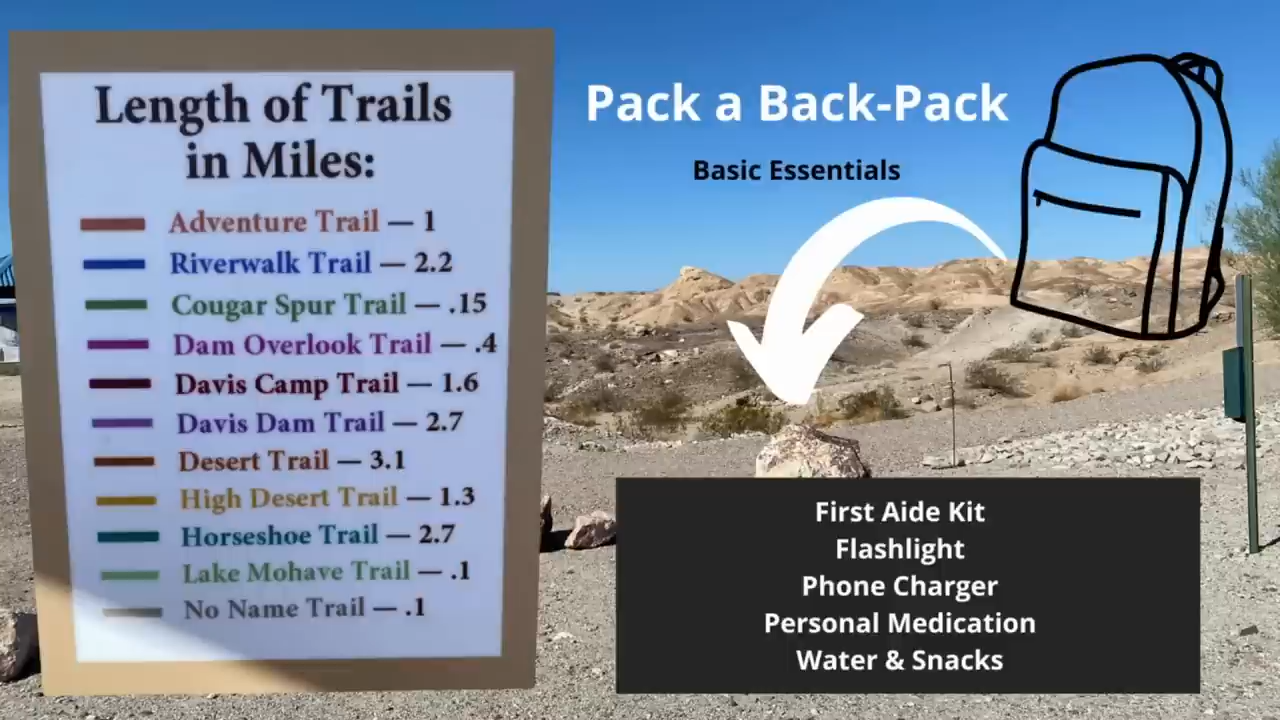 Length of Trails
in Miles:
Adventure Trail — 1
Riverwalk Trail — 2.2
Cougar Spur Trail — .15
Dam Overlook Trail — .4
Davis Camp Trail — 1.6
Davis Dam Trail — 2.7
Desert Trail — 3.1
High Desert Trail — 1.3
Horseshoe Trail — 2.7
Lake Mohave Trail — .1
No Name Trail — .1
Pack a Back-Pack
Basic Essentials
First Aide Kit
Flashlight
Phone Charger
Personal Medication
Water & Snacks